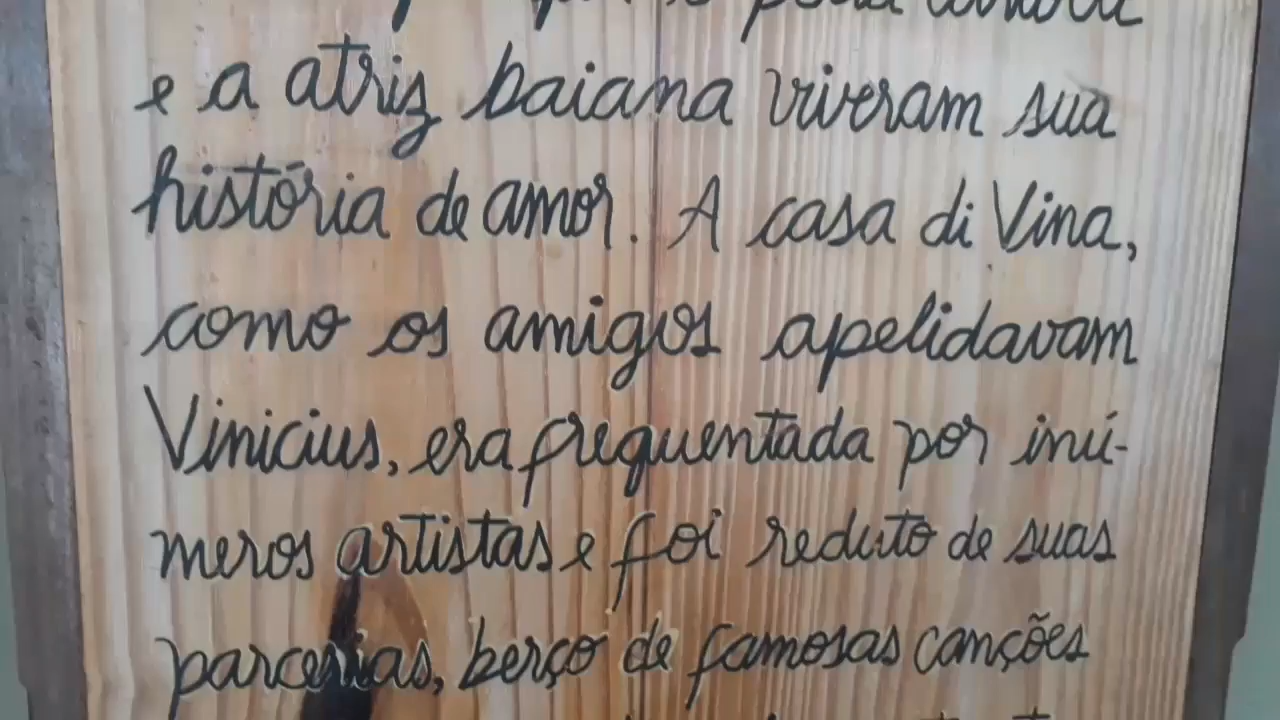 e a atriz baiana viveram sua
história de amor. A casa di Vina,
como os amigos apelidavam
Vinicius, era frequentada por inú-
meros artistas e foi reduto de suas
parcerias, berço de famosas canções